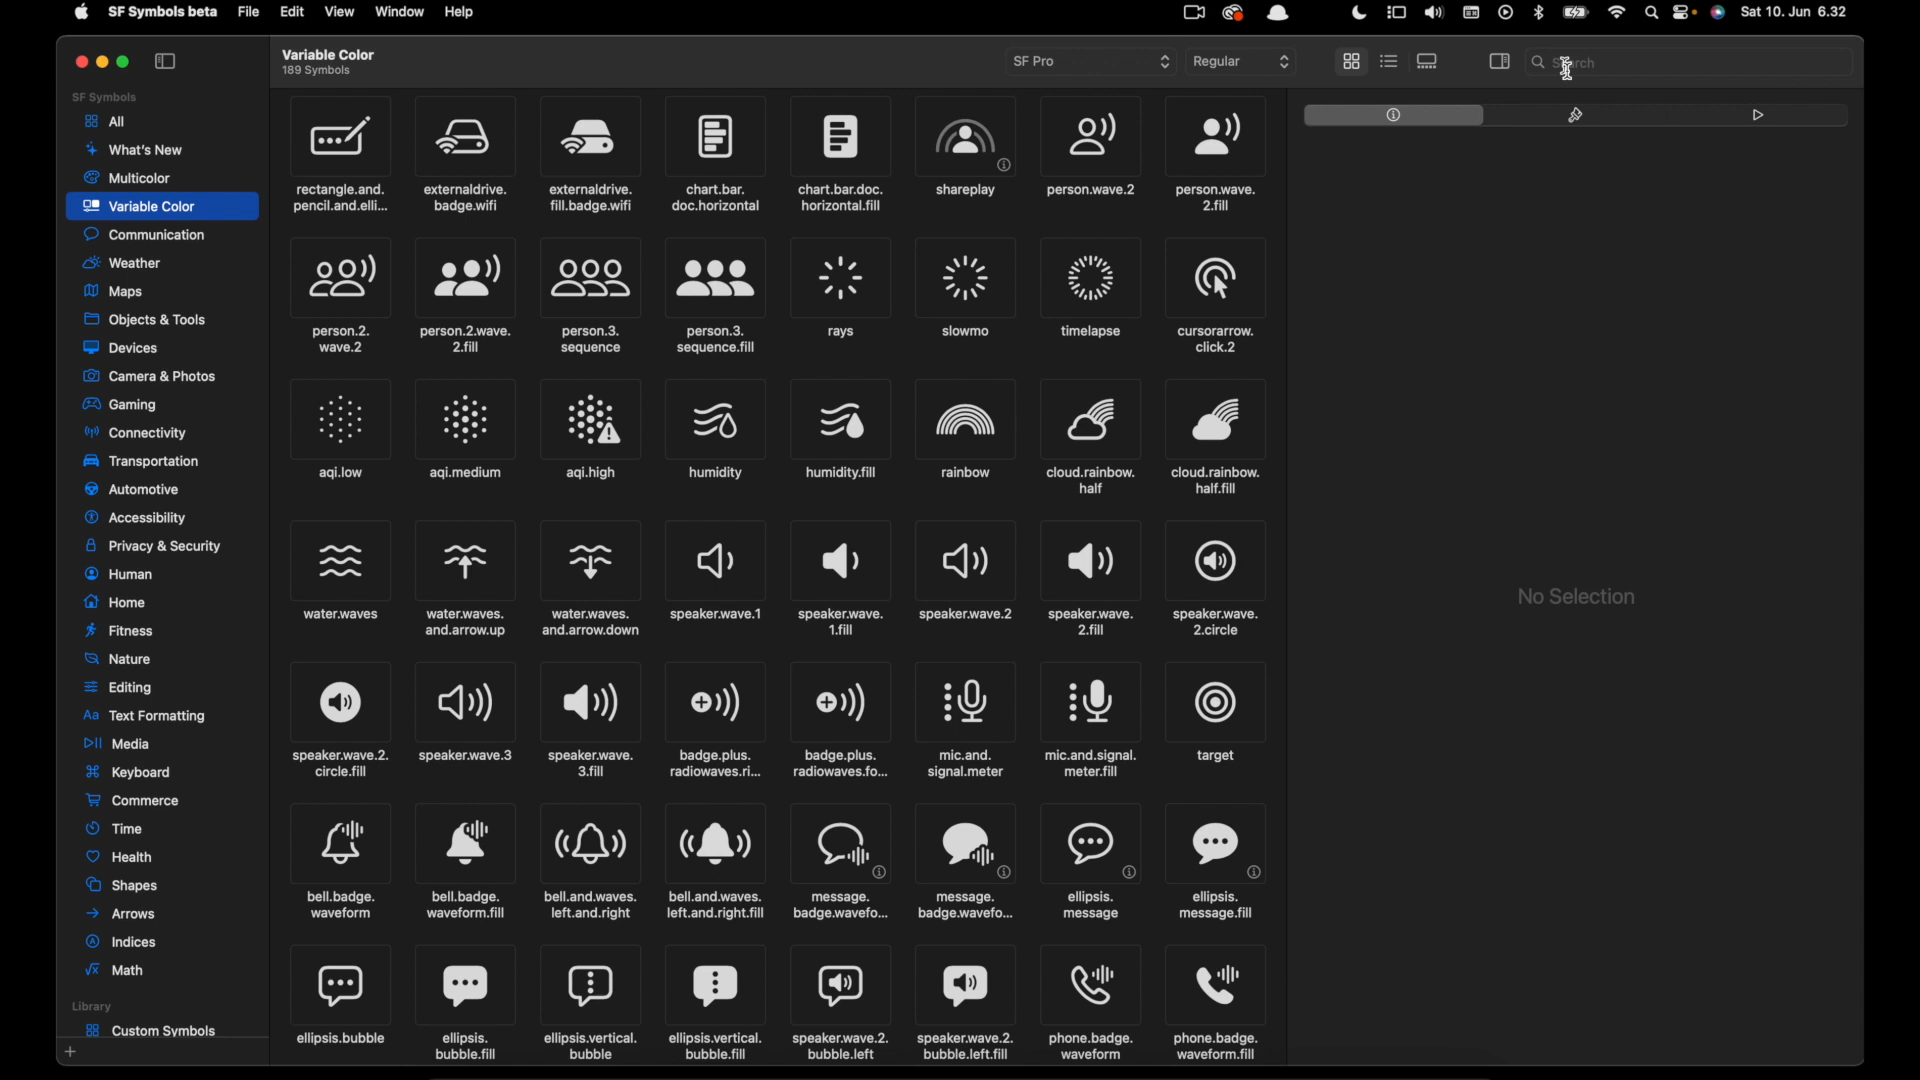 SF Symbols beta File Edit View Window Help Sat 10. Jun 6.32
Variable Color
189 Symbols
SF Pro Regular
SF Symbols
All
What's New
Multicolor
Variable Color
Communication
Weather
Maps
Objects & Tools
Devices
Camera & Photos
Gaming
Connectivity
Transportation
Automotive
Accessibility
Privacy & Security
Human
Home
Fitness
Nature
Editing
Aa Text Formatting
Media
Keyboard
Commerce
Time
Health
Shapes
Arrows
Indices
Math
Library
Custom Symbols
rectangle.and.
pencil.and.elli...
externaldrive.
badge.wifi
externaldrive.
fill.badge.wifi
chart.bar.
doc.horizontal
chart.bar.doc.
horizontal.fill
shareplay
person.wave.2
person.wave.
2.fill
person.2.
wave.2
person.2.wave.
2.fill
person.3.
sequence
person.3.
sequence.fill
rays
slowmo
timelapse
cursorarrow.
click.2
aqi.low
aqi.medium
aqi.high
humidity
humidity.fill
rainbow
cloud.rainbow.
half
cloud.rainbow.
half.fill
water.waves
water.waves.
and.arrow.up
water.waves.
and.arrow.down
speaker.wave.1
speaker.wave.
1.fill
speaker.wave.2
speaker.wave.
2.fill
speaker.wave.
2.circle
speaker.wave.2.
circle.fill
speaker.wave.3
speaker.wave.
3.fill
badge.plus.
radiowaves.ri...
badge.plus.
radiowaves.fo...
mic.and.
signal.meter
mic.and.signal.
meter.fill
target
bell.badge.
waveform
bell.badge.
waveform.fill
bell.and.waves.
left.and.right
bell.and.waves.
left.and.right.fill
message.
badge.wavefo...
message.
badge.wavefo...
ellipsis.
message
ellipsis.
message.fill
ellipsis.bubble
ellipsis.
bubble.fill
ellipsis.vertical.
bubble
ellipsis.vertical.
bubble.fill
speaker.wave.2.
bubble.left
speaker.wave.2.
bubble.left.fill
phone.badge.
waveform
phone.badge.
waveform.fill
No Selection